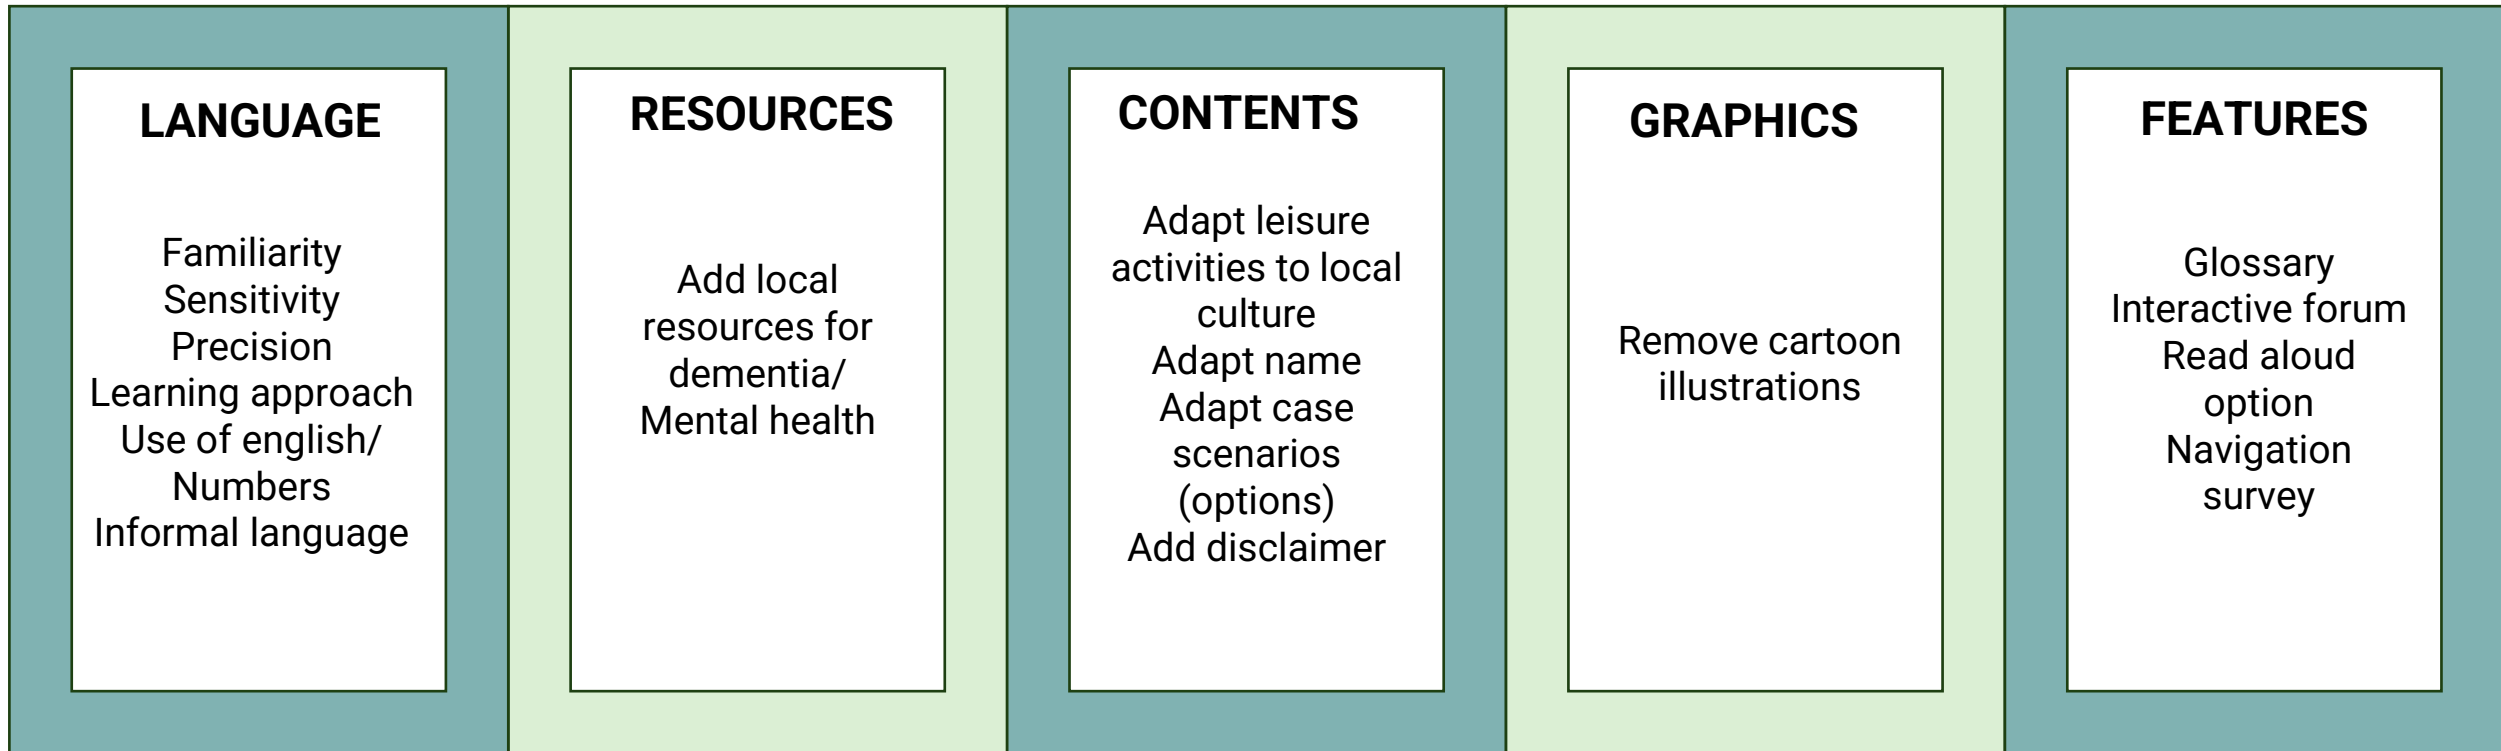 LANGUAGE
Familiarity
Sensitivity
Precision
Learning approach
Use of english/
Numbers
Informal language
RESOURCES
Add local
resources for
dementia/
Mental health
CONTENTS
Adapt leisure
activities to local
culture
Adapt name
Adapt case
scenarios
(options)
Add disclaimer
GRAPHICS
Remove cartoon
illustrations
FEATURES
Glossary
Interactive forum
Read aloud
option
Navigation
survey